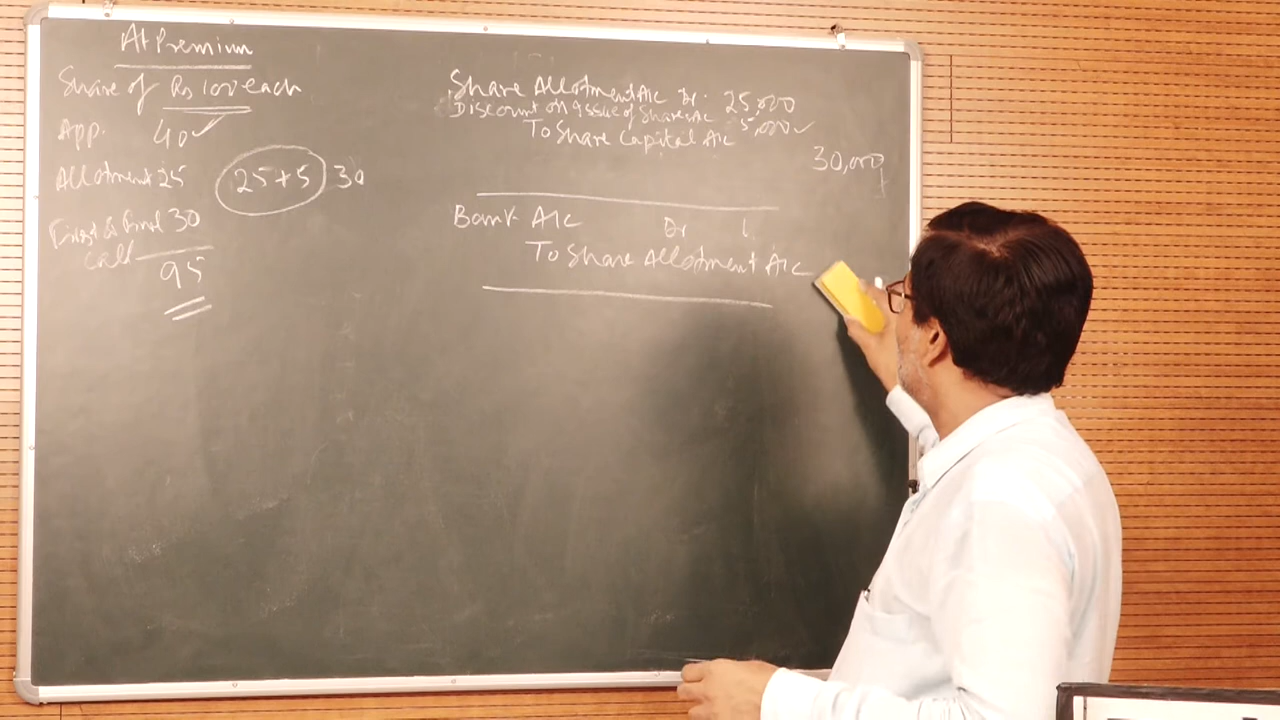 At Premium
Share of Rs 100 each
App. 40
Allotment 25 25+5 30
First & Final 30
call
95
Share Allotment A/c Dr. 25,000
Discount on issue of Share A/c 5,000
To Share Capital A/c
30,000
Bank A/c Dr
To Share Allotment A/c